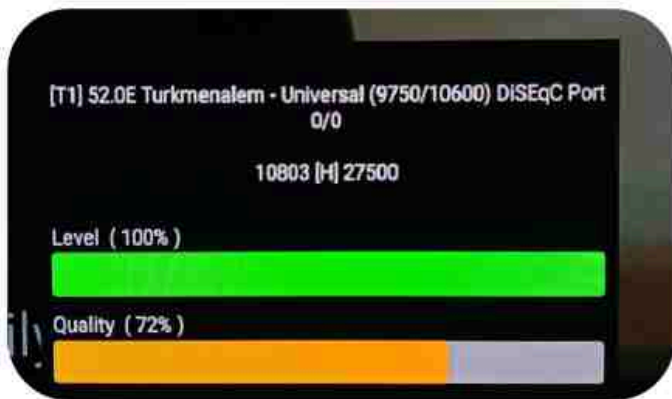 [T1] 52.0E Turkmenalem - Universal (9750/10600) DiSEqC Port
0/0
10803 [H] 27500
Level ( 100% )
Quality ( 72% )